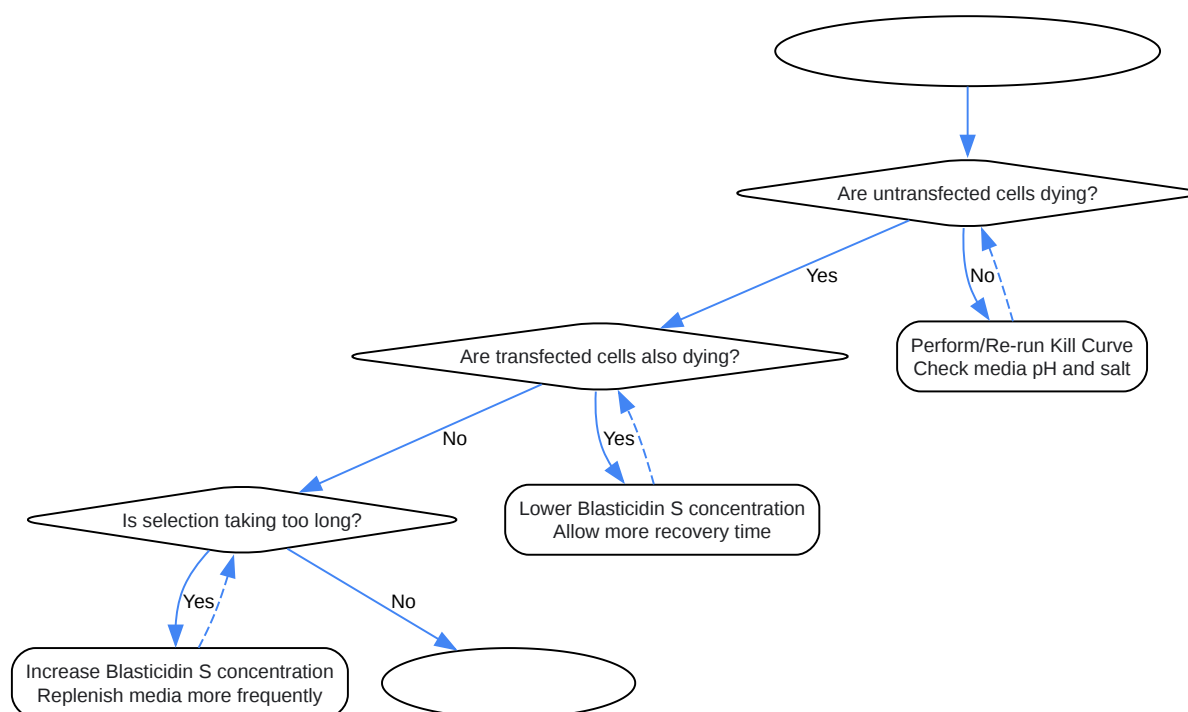 Are untransfected cells dying?
Yes
No
Perform/Re-run Kill Curve
Check media pH and salt
Are transfected cells also dying?
No
Yes
Lower Blasticidin S concentration
Allow more recovery time
Is selection taking too long?
Yes
No
Increase Blasticidin S concentration
Replenish media more frequently